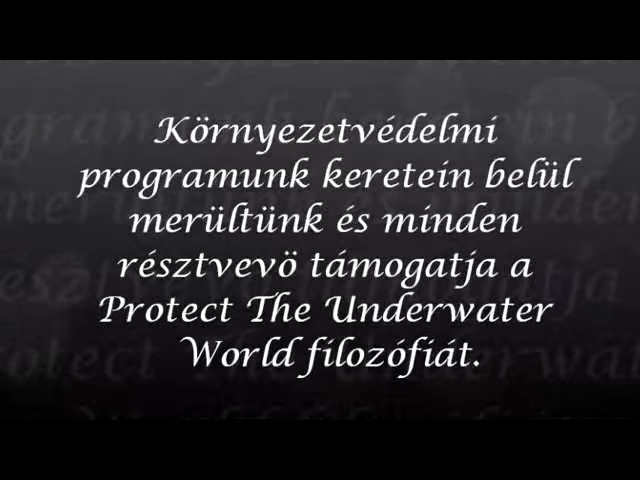 Környezetvédelmi
programunk keretein belül
merültünk és minden
résztvevö támogatja a
Protect The Underwater
World filozófiát.